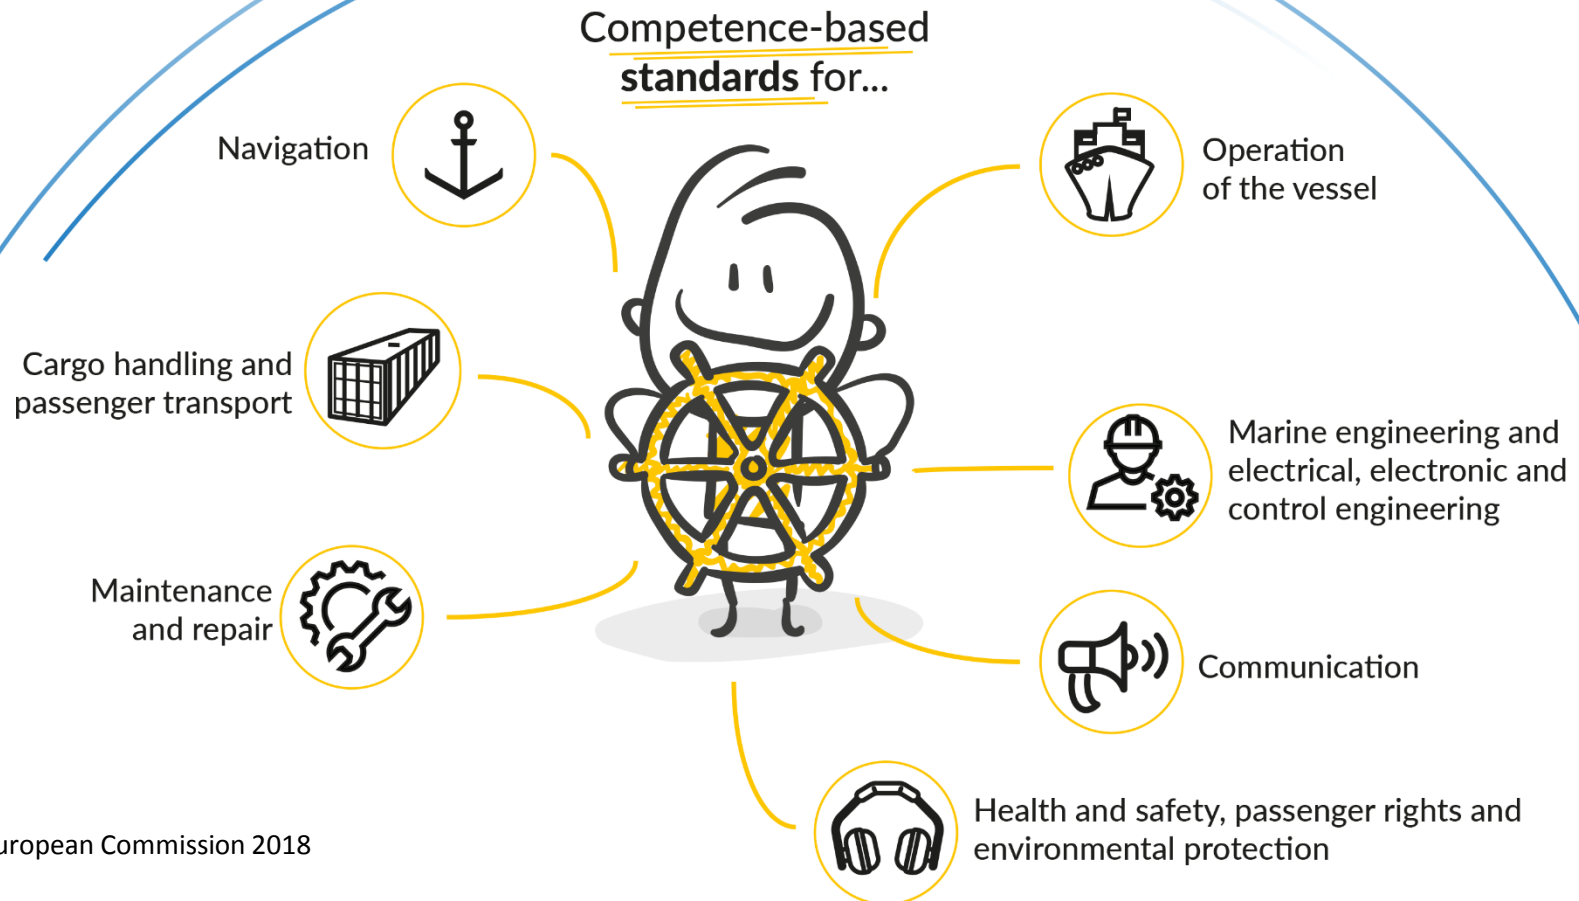 Competence-based
standards for...
Navigation
Operation
of the vessel
Cargo handling and
passenger transport
Marine engineering and
electrical, electronic and
control engineering
Maintenance
and repair
Communication
Health and safety, passenger rights and
environmental protection
uropean Commission 2018